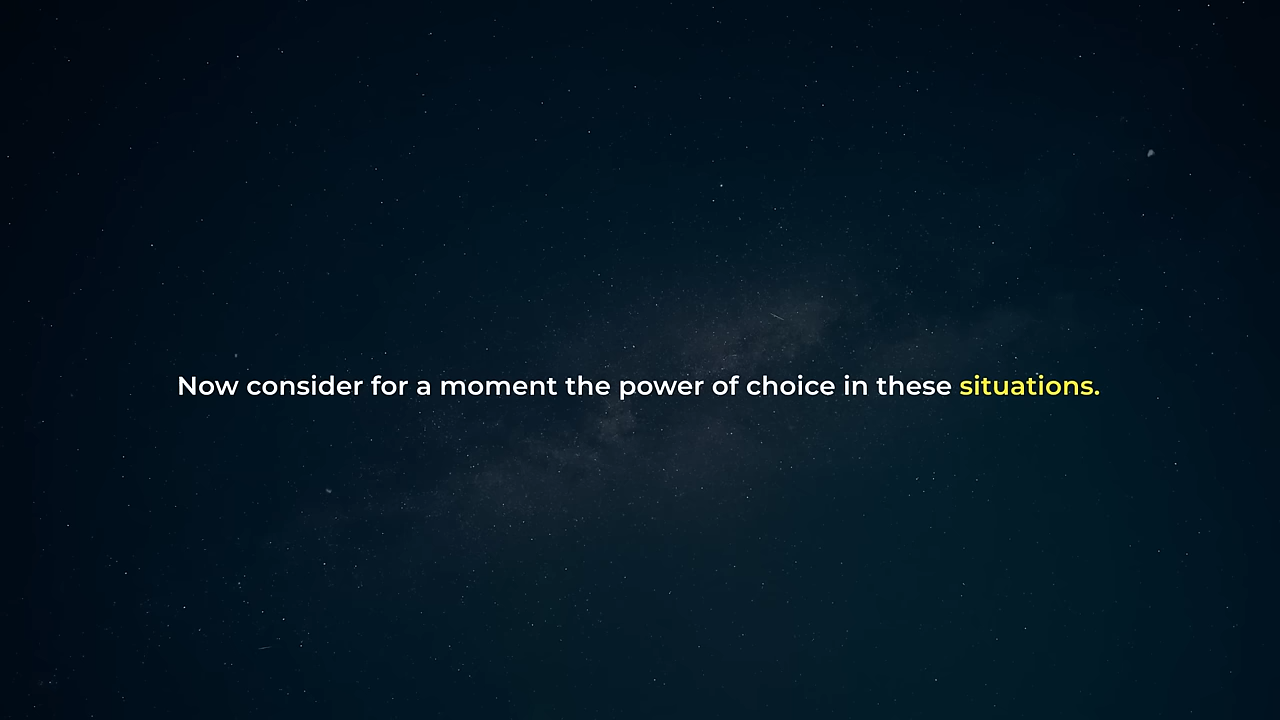 Now consider for a moment the power of choice in these situations.